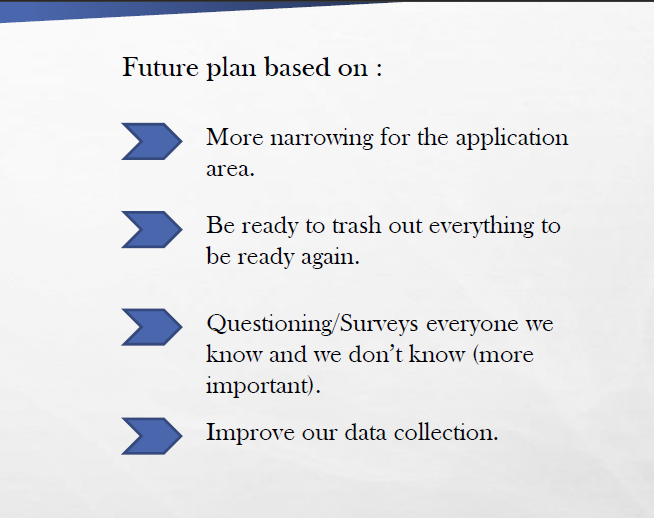 Future plan based on :
More narrowing for the application
area.
Be ready to trash out everything to
be ready again.
Questioning/Surveys everyone we
know and we don’t know (more
important).
Improve our data collection.